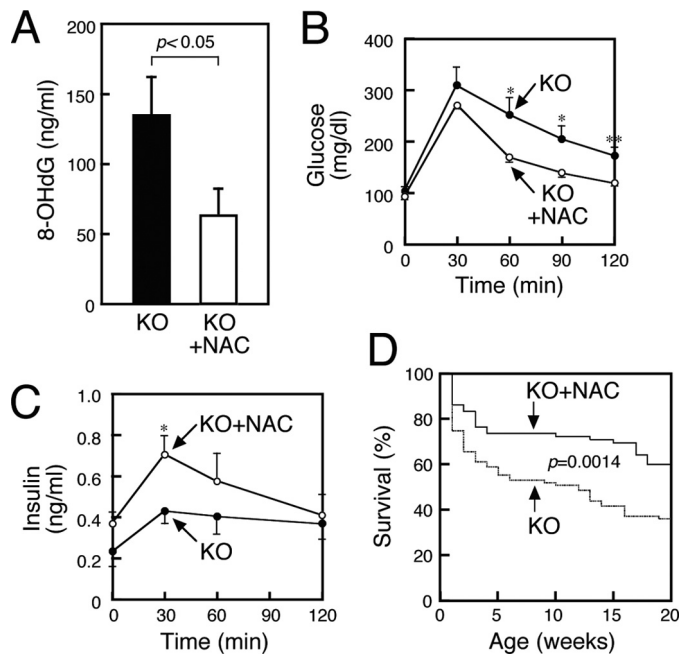 A
p< 0.05
8-OHdG (ng/ml)
200
150
100
50
0
KO
KO
+NAC
B
Glucose
(mg/dl)
400
300
200
100
0
*
KO
*
**
KO
+NAC
0 30 60 90 120
Time (min)
C
Insulin
(ng/ml)
1.0
0.8
0.6
0.4
0.2
0
*
KO+NAC
KO
0 30 60 90 120
Time (min)
D
Survival (%)
100
80
60
40
20
0
KO+NAC
p=0.0014
KO
0 5 10 15 20
Age (weeks)